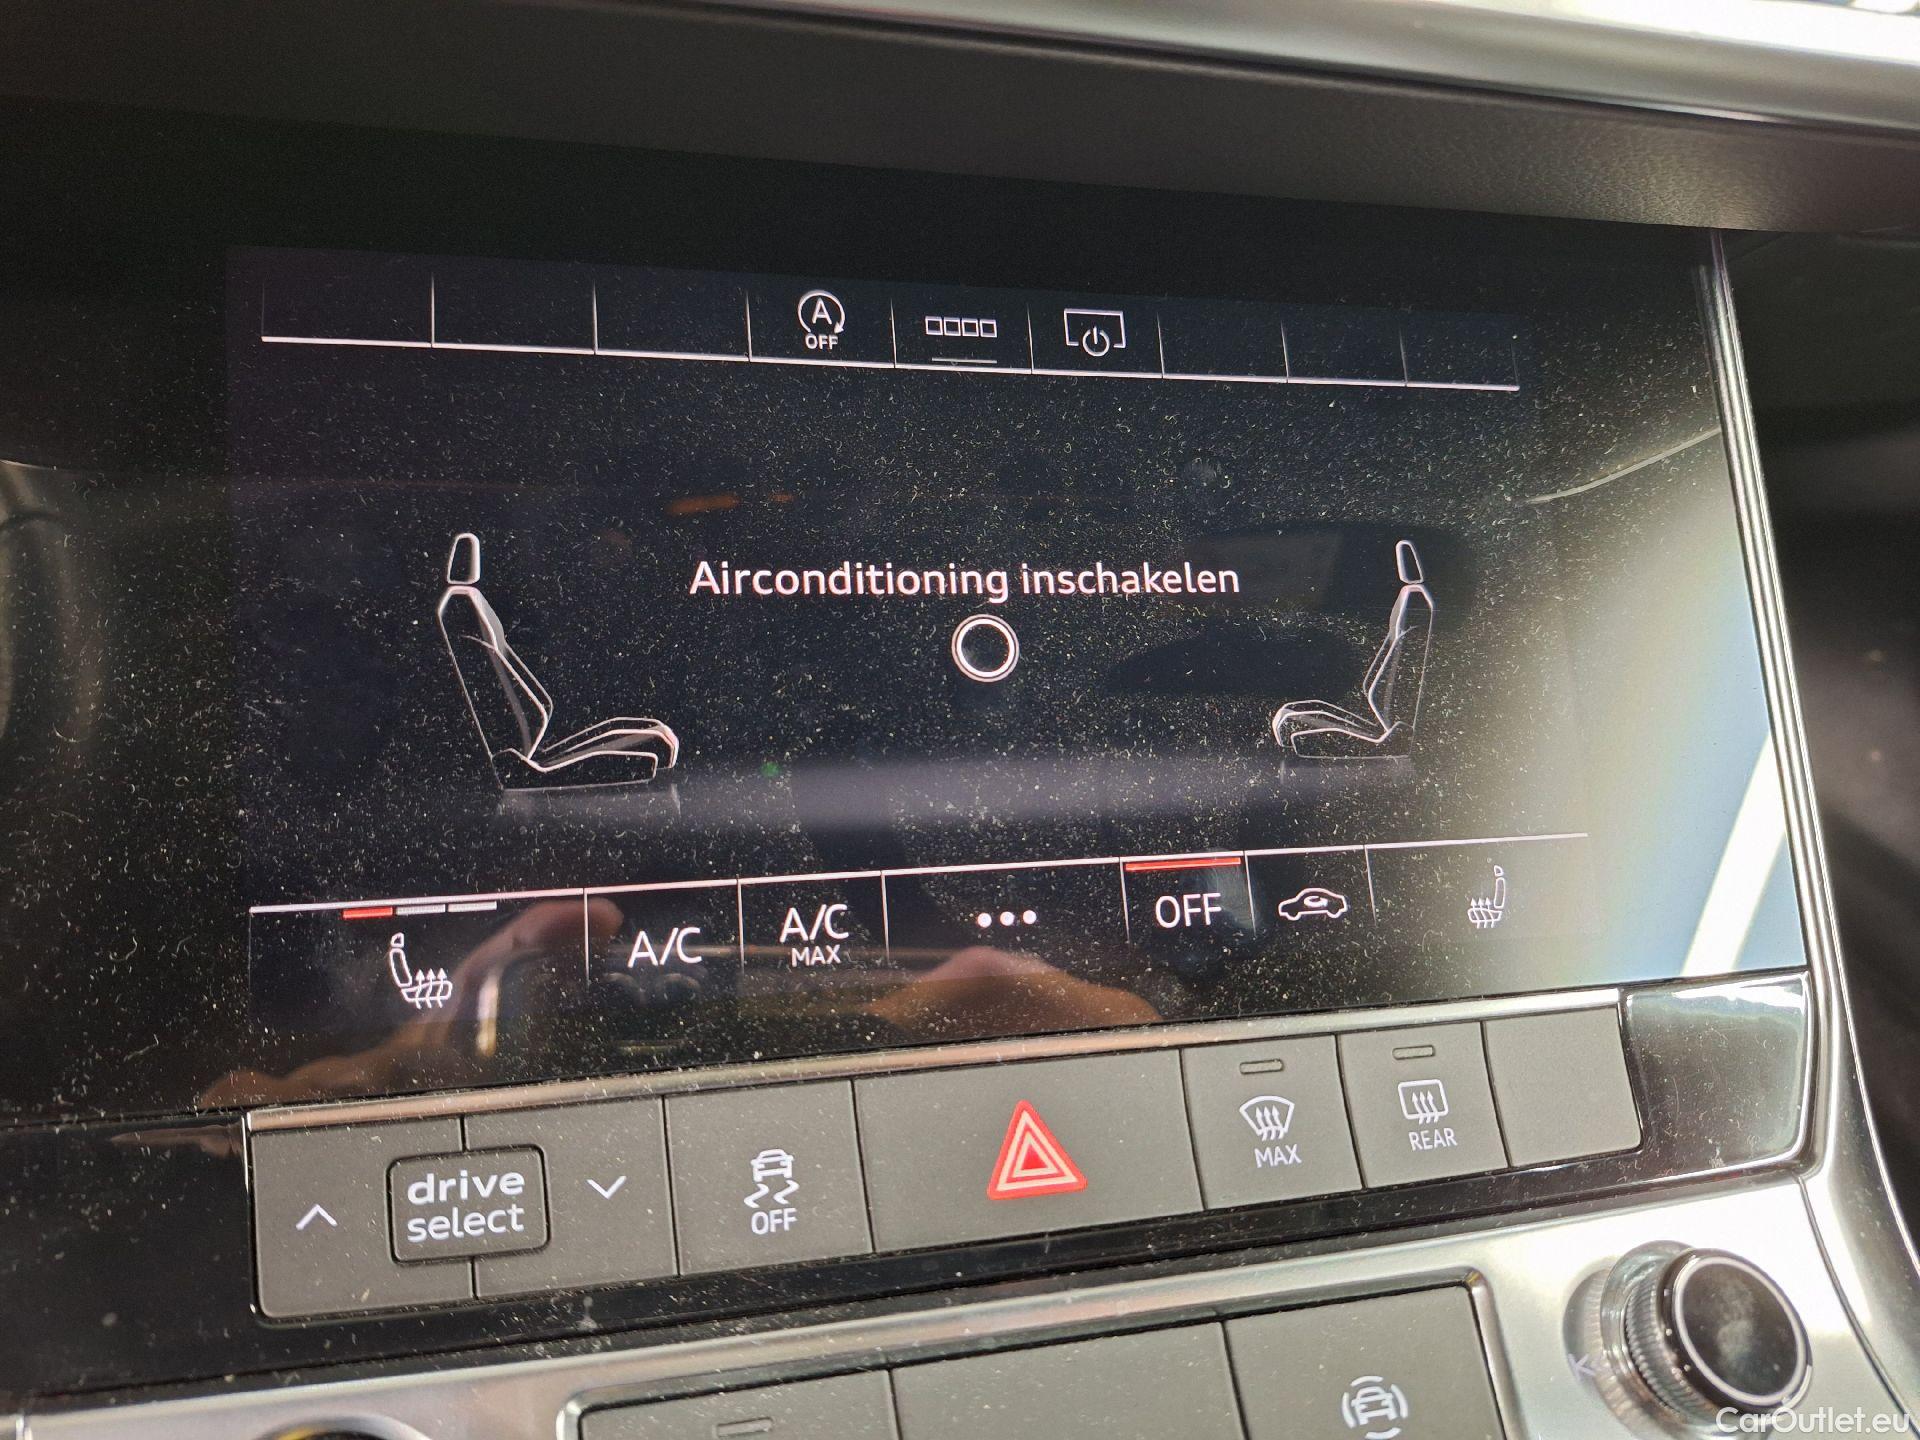 A
OFF
Airconditioning inschakelen
A/C
A/C
MAX
OFF
drive
select
OFF
MAX
REAR
CarOutlet.eu